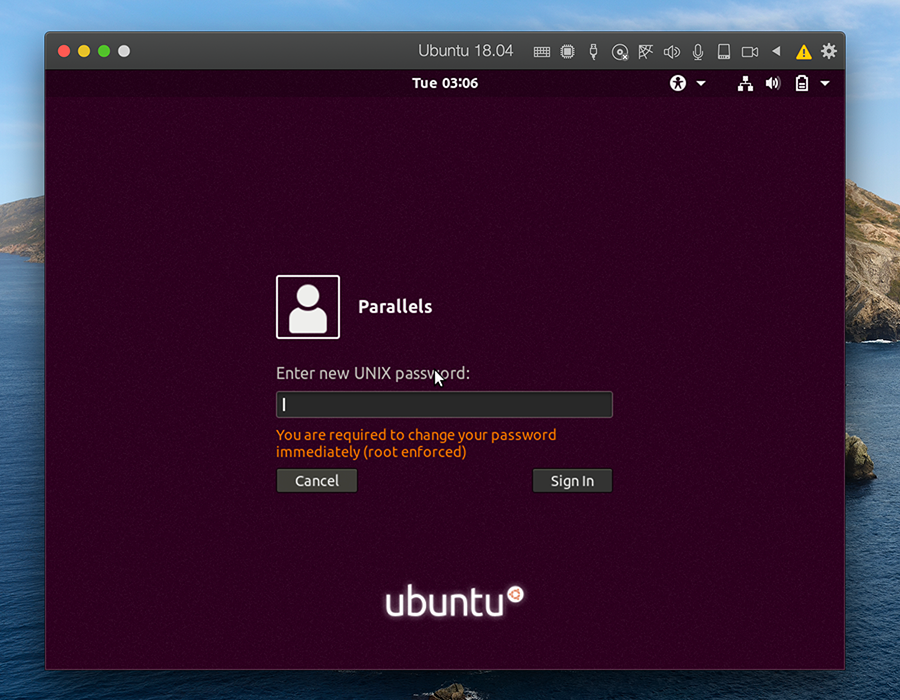 Ubuntu 18.04
Tue 03:06
Parallels
Enter new UNIX password:
You are required to change your password
immediately (root enforced)
Cancel
Sign In
ubuntu